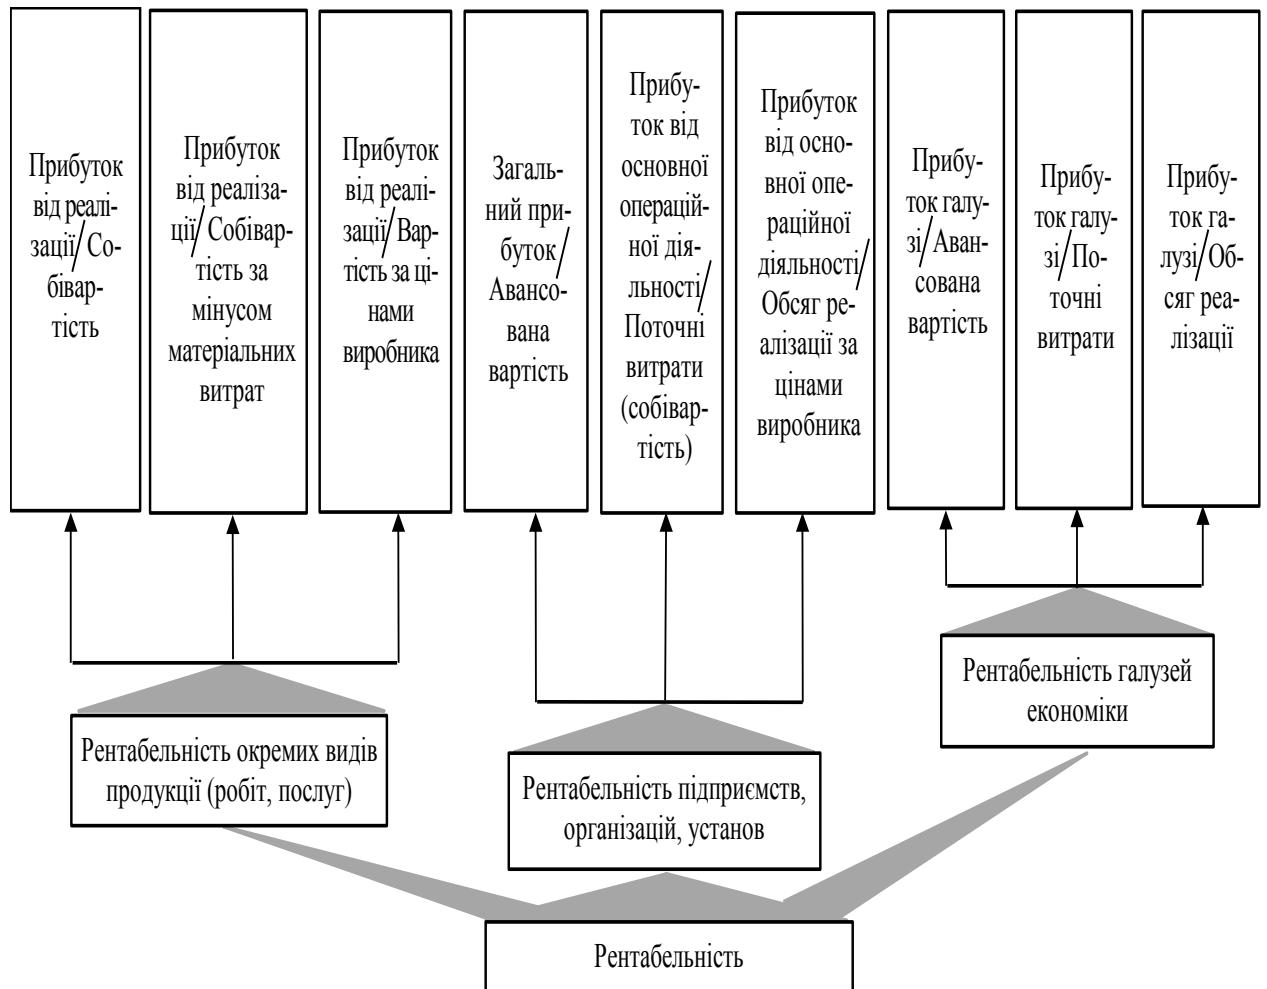 Прибуток
від реалі-
зації/Со-
бівар-
тість
Прибуток
від реаліза-
ції/Собівар-
тість за
мінусом
матеріальних
витрат
Прибуток
від реалі-
зації/Вар-
тість за ці-
нами
виробника
Загаль-
ний при-
буток/
Авансо-
вана
вартість
Прибу-
ток від
основної
операцій-
ної дія-
льності/
Поточні
витрати
(собівар-
тість)
Прибуток
від осно-
вної опе-
раційної
діяльності/
Обсяг ре-
алізації за
цінами
виробника
Прибу-
ток галу-
зі/Аван-
сована
вартість
Прибу-
ток галу-
зі/По-
точні
витрати
Прибу-
ток га-
лузі/Об-
сяг реа-
лізації
Рентабельність окремих видів
продукції (робіт, послуг)
Рентабельність підприємств,
організацій, установ
Рентабельність галузей
економіки
Рентабельність